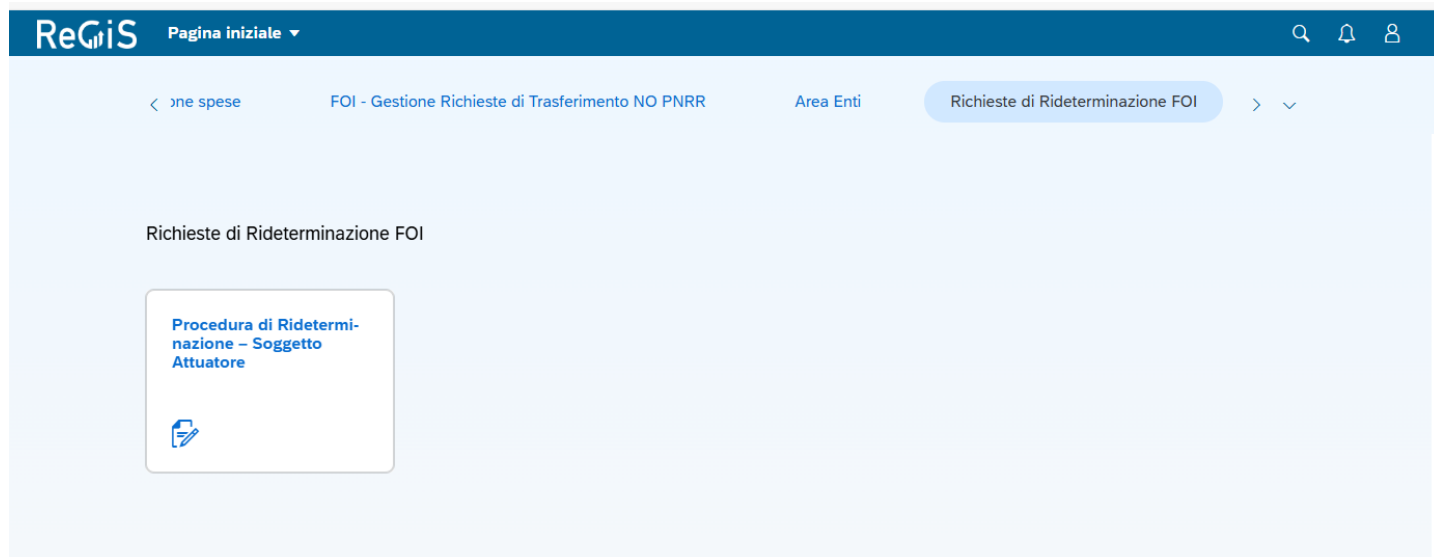 ReGiS Pagina iniziale
one spese FOI - Gestione Richieste di Trasferimento NO PNRR Area Enti Richieste di Rideterminazione FOI
Richieste di Rideterminazione FOI
Procedura di Ridetermi-
nazione – Soggetto
Attuatore